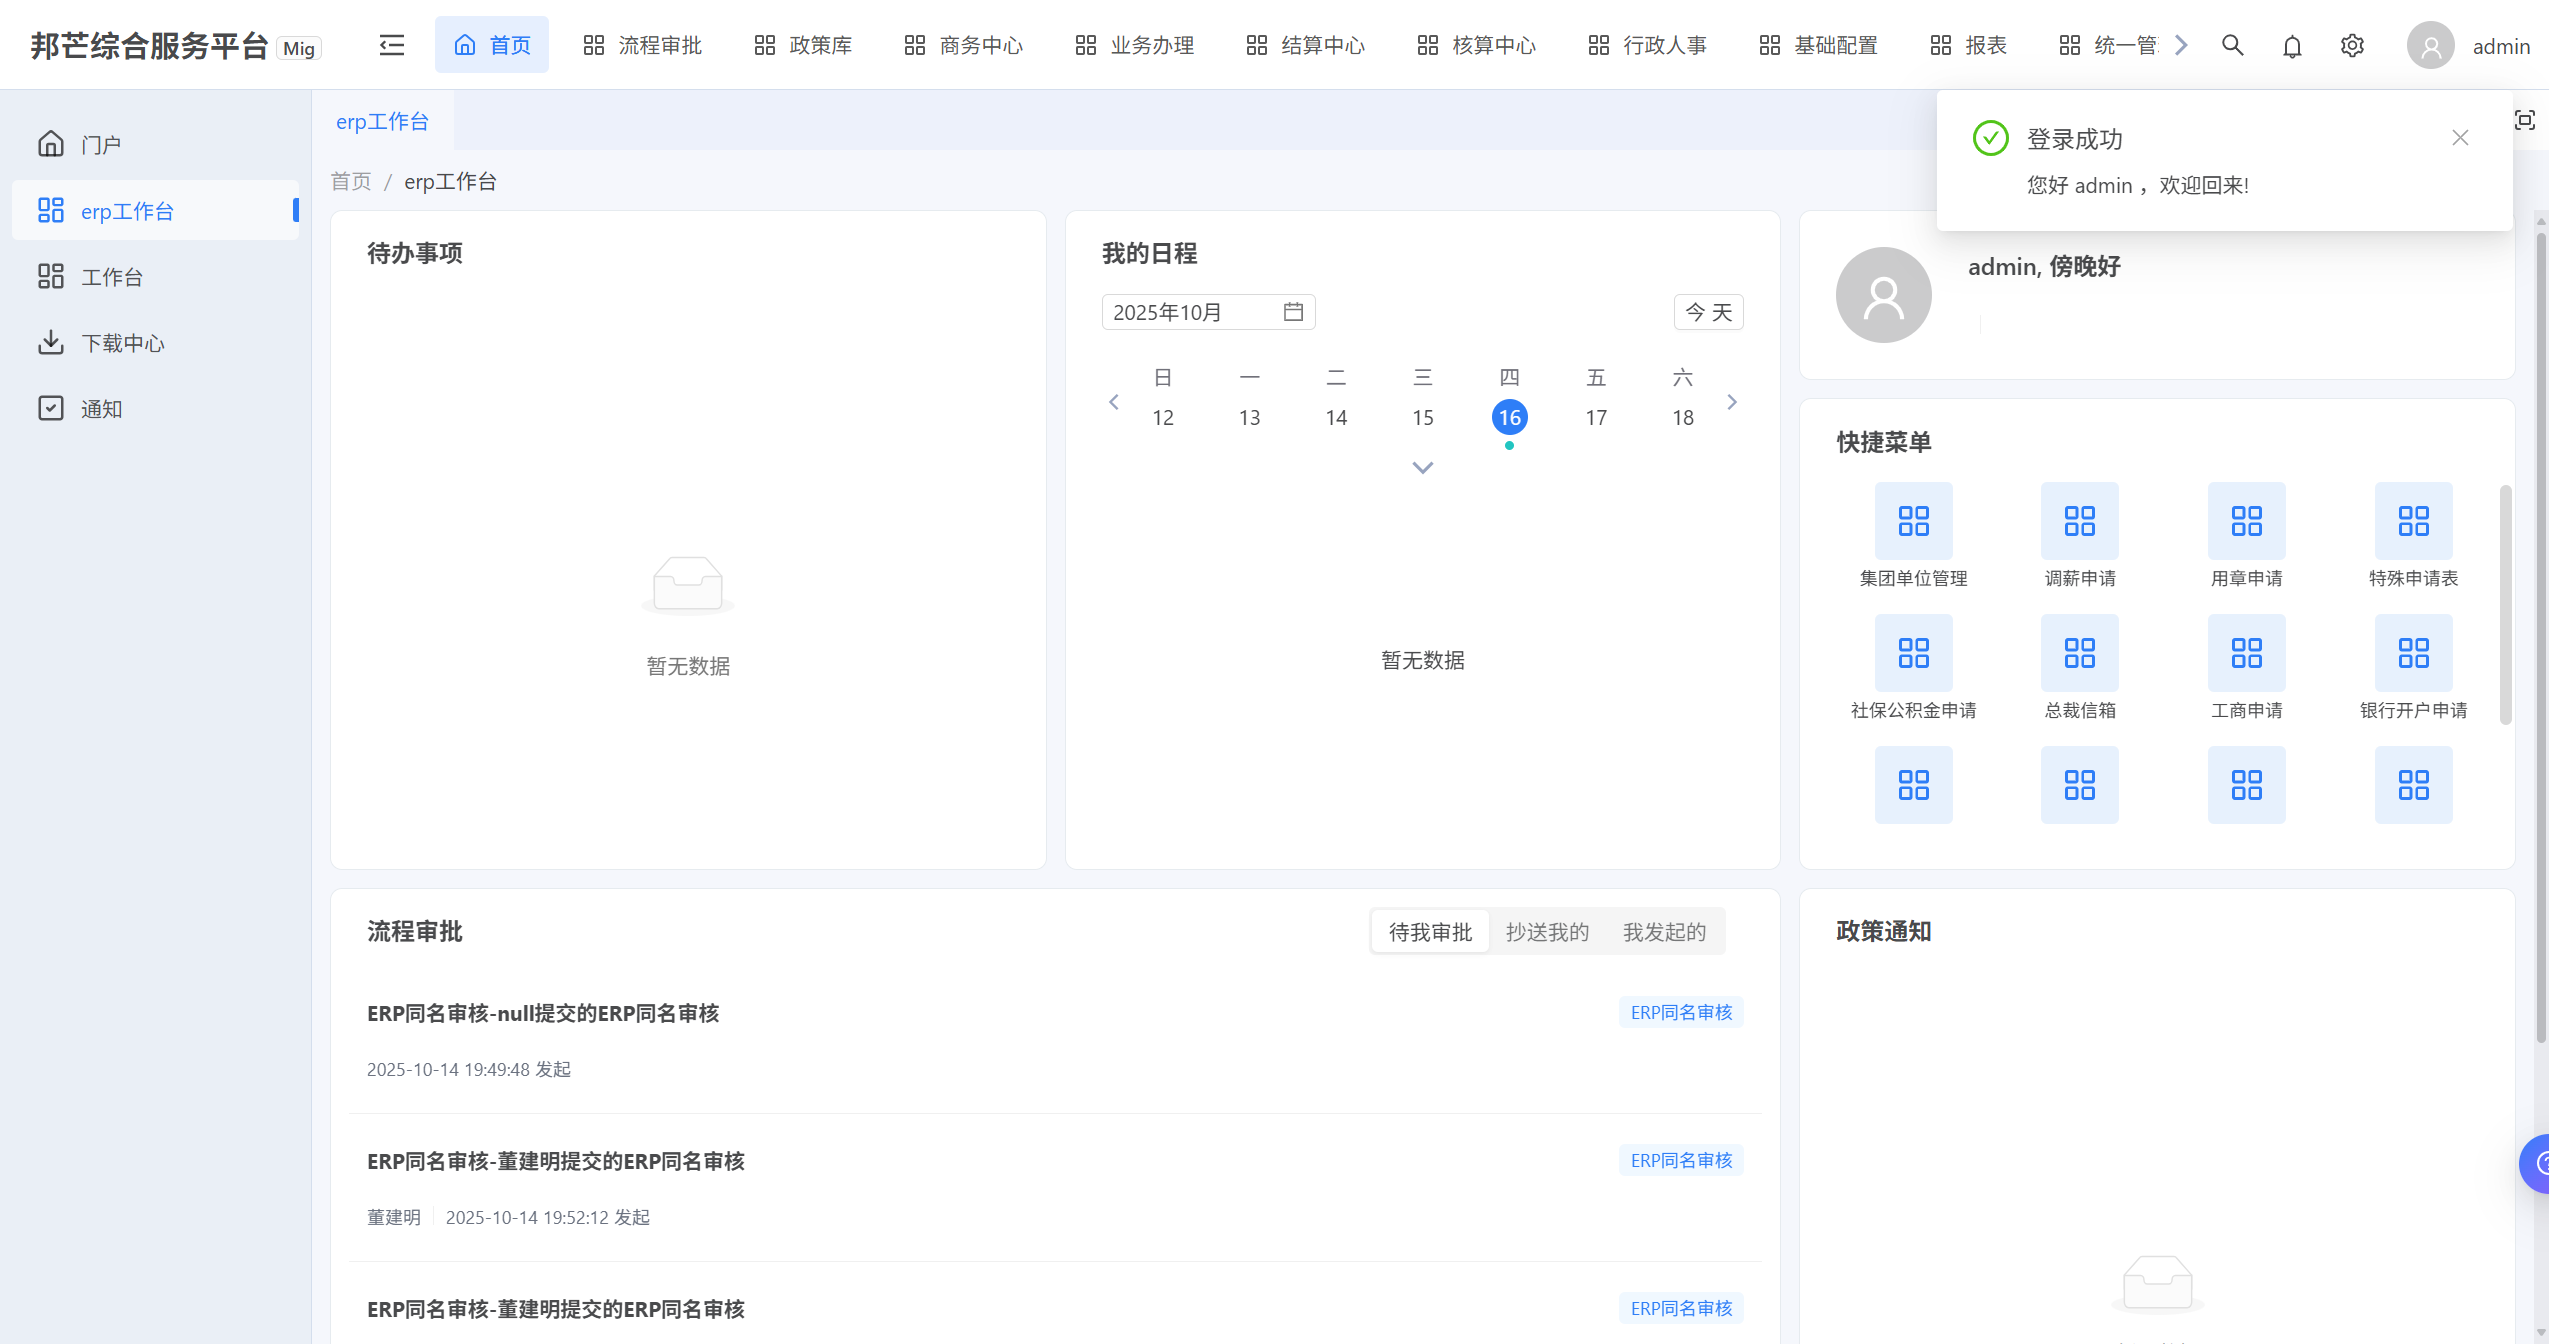 邦芒综合服务平台 Mig
首页 流程审批 政策库 商务中心 业务办理 结算中心 核算中心 行政人事 基础配置 报表 统一管 admin
门户
erp工作台
工作台
下载中心
通知
erp工作台
首页 / erp工作台
登录成功
您好 admin ，欢迎回来!
待办事项
暂无数据
我的日程
2025年10月 今 天
日 一 二 三 四 五 六
12 13 14 15 16 17 18
暂无数据
admin, 傍晚好
快捷菜单
集团单位管理 调薪申请 用章申请 特殊申请表
社保公积金申请 总裁信箱 工商申请 银行开户申请
流程审批
待我审批 抄送我的 我发起的
ERP同名审核-null提交的ERP同名审核 ERP同名审核
2025-10-14 19:49:48 发起
ERP同名审核-董建明提交的ERP同名审核 ERP同名审核
董建明 2025-10-14 19:52:12 发起
ERP同名审核-董建明提交的ERP同名审核 ERP同名审核
政策通知